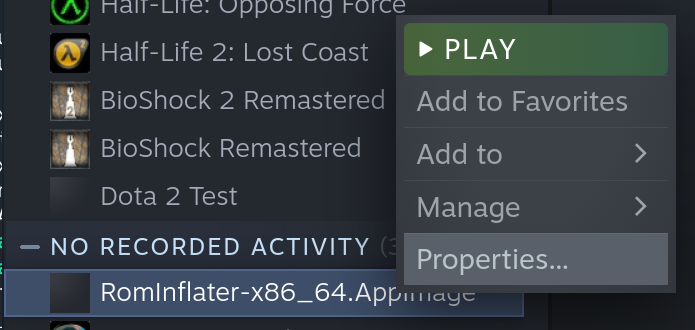 Half-Life: Opposing Force
Half-Life 2: Lost Coast
BioShock 2 Remastered
BioShock Remastered
Dota 2 Test
— NO RECORDED ACTIVITY (3
RomInflater-x86_64.AppImage
PLAY
Add to Favorites
Add to
Manage
Properties...